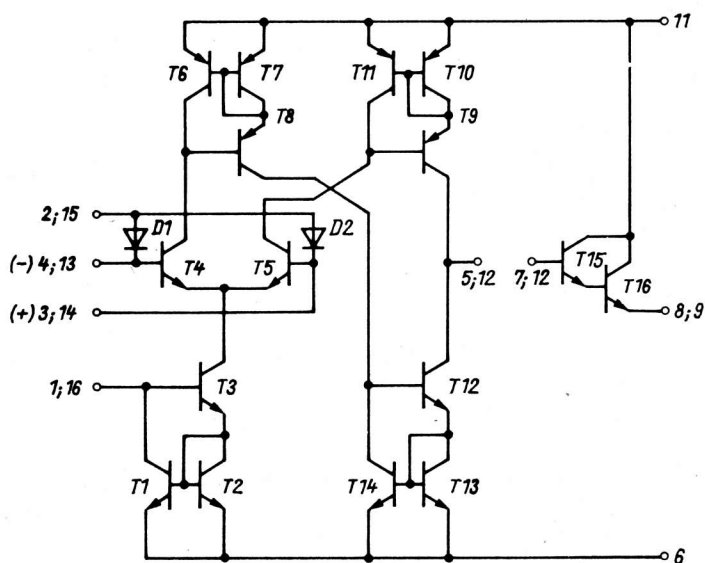 11
T6
T7
T11
T10
T8
T9
2; 15
D1
D2
(-) 4; 13
T4
T5
5; 12
7; 12
T15
T16
(+) 3; 14
8; 9
1; 16
T3
T12
T1
T2
T14
T13
6